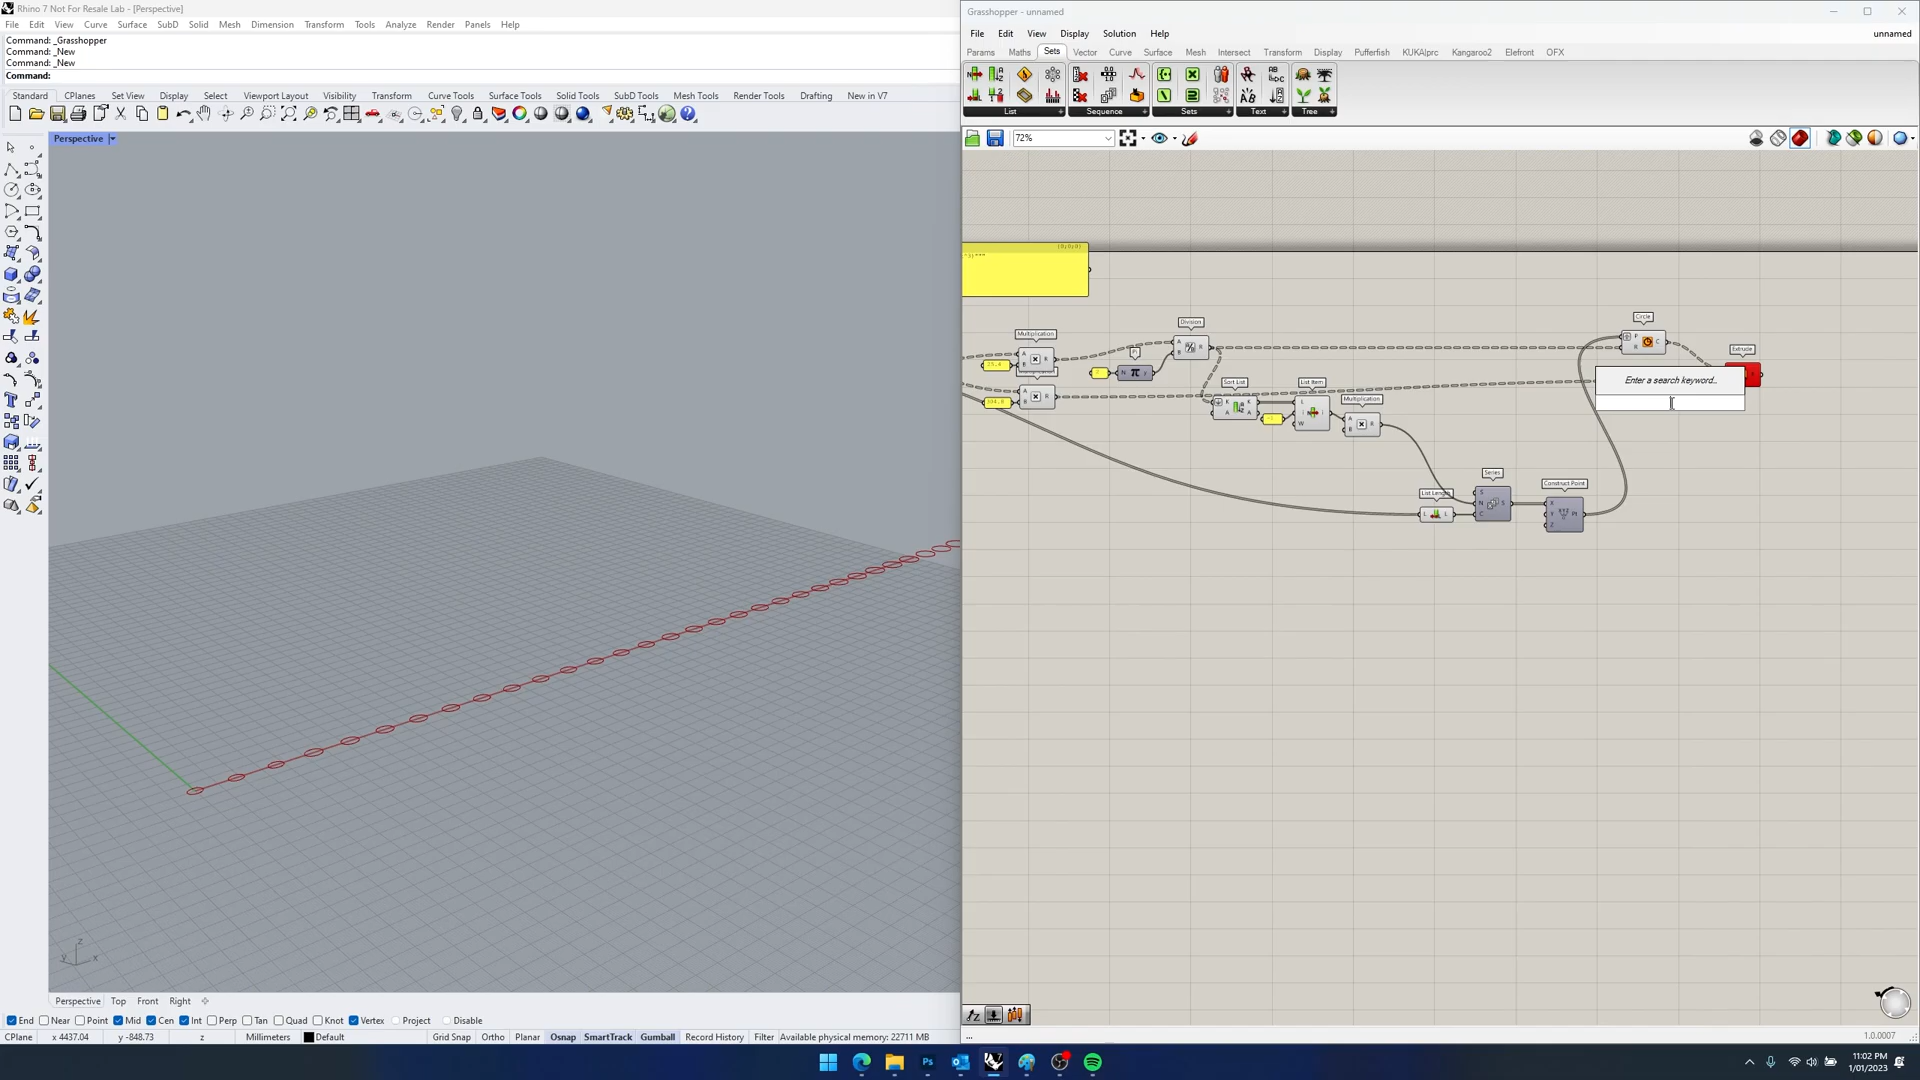 Rhino 7 Not For Resale Lab - [Perspective]
File Edit View Curve Surface SubD Solid Mesh Dimension Transform Tools Analyze Render Panels Help
Command: _Grasshopper
Command: _New
Command: _New
Command:
Standard CPlanes Set View Display Select Viewport Layout Visibility Transform Curve Tools Surface Tools Solid Tools SubD Tools Mesh Tools Render Tools Drafting New in V7
Perspective
z
y
x
Perspective Top Front Right
End Near Point Mid Cen Int Perp Tan Quad Knot Vertex Project Disable
CPlane x 4437.04 y -848.73 z Millimeters Default Grid Snap Ortho Planar Osnap SmartTrack Gumball Record History Filter Available physical memory: 22711 MB
Grasshopper - unnamed
File Edit View Display Solution Help
unnamed
Params Maths Sets Vector Curve Surface Mesh Intersect Transform Display Pufferfish KUKA|prc Kangaroo2 Elefront OFX
List Sequence Sets Text Tree
72%
{0;0;0}
Multiplication
A
B
R
A
B
R
304.8
Pi
N
y
Division
A
B
R
Sort List
K
A
K
A
List Item
L
i
W
i
Multiplication
A
B
R
List Length
L
L
Series
S
N
C
S
Construct Point
X
Y
Z
Pt
Circle
P
R
C
Extrude
Enter a search keyword...
...
1.0.0007
11:02 PM
1/01/2023